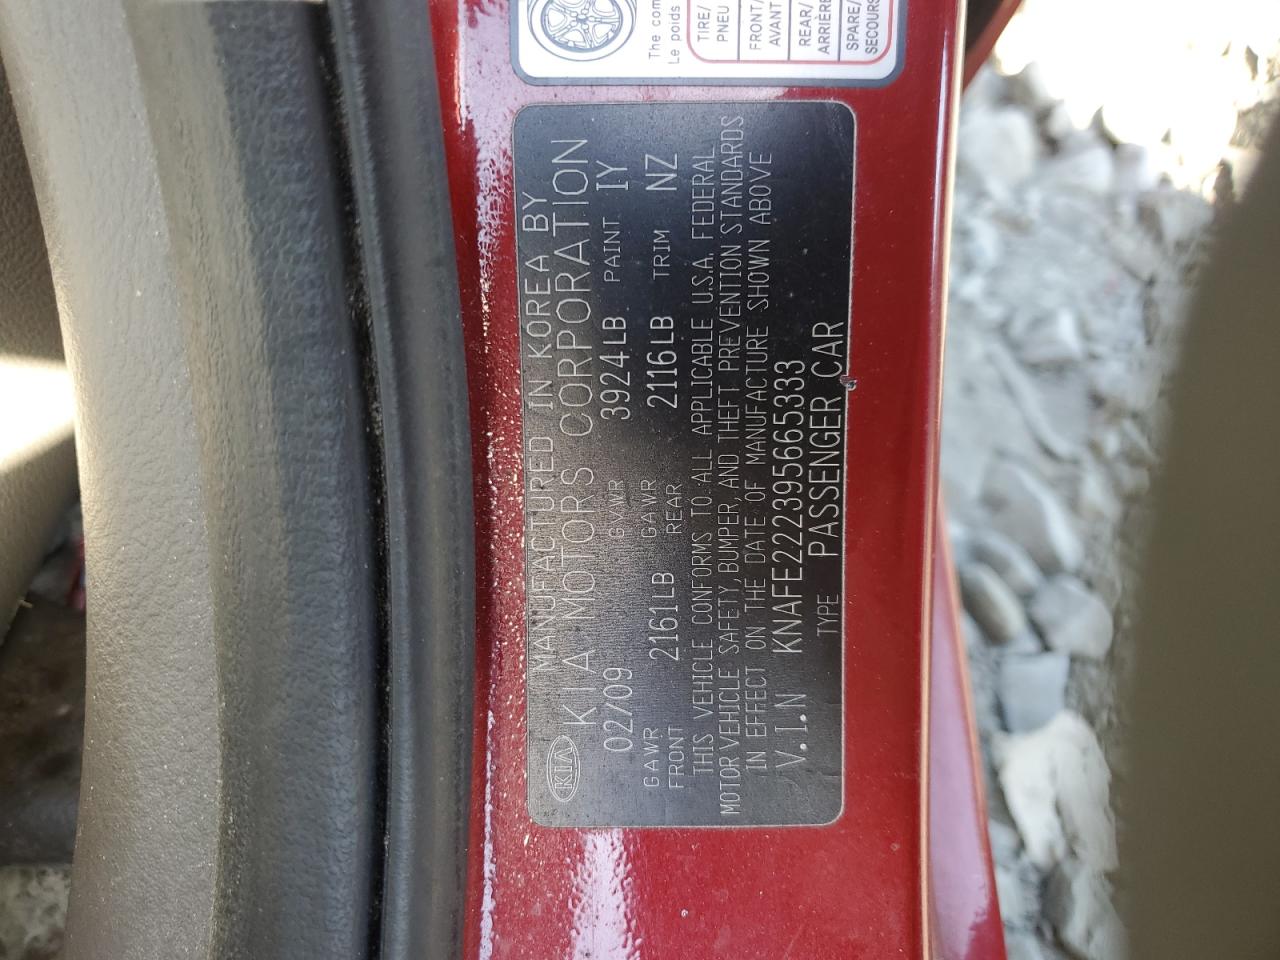 The com
Le poids
TIRE/
PNEU
FRONT/
AVANT
REAR/
ARRIÈRE
SPARE/
SECOURS
MANUFACTURED IN KOREA BY
KIA KIA MOTORS CORPORATION
02/09 GVWR 3924LB PAINT IY
GAWR FRONT 2161LB GAWR REAR 2116LB TRIM NZ
THIS VEHICLE CONFORMS TO ALL APPLICABLE U.S.A. FEDERAL
MOTOR VEHICLE SAFETY, BUMPER, AND THEFT PREVENTION STANDARDS
IN EFFECT ON THE DATE OF MANUFACTURE SHOWN ABOVE
V.I.N KNAFE222395665333
TYPE PASSENGER CAR